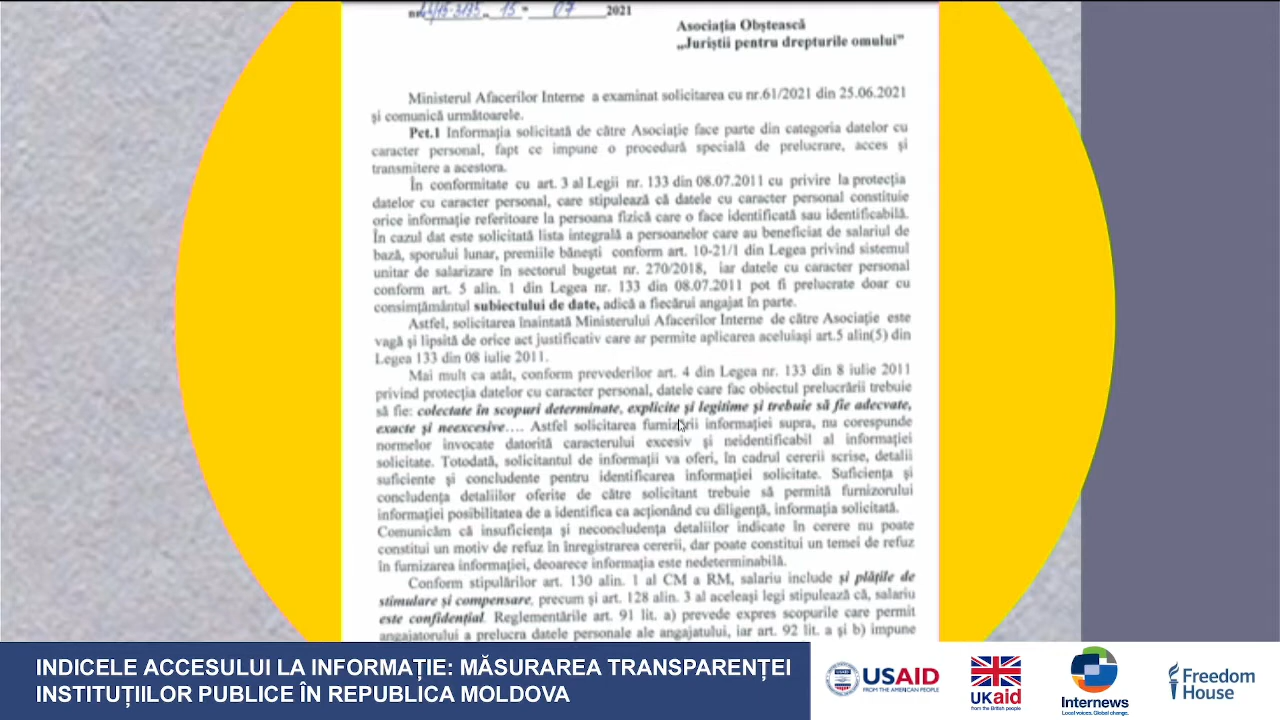 15 " 07 2021
Asociația Obștească
„Juriștii pentru drepturile omului”
Ministerul Afacerilor Interne a examinat solicitarea cu nr.61/2021 din 25.06.2021
și comunică următoarele.
Pct.1 Informația solicitată de către Asociație face parte din categoria datelor cu
caracter personal, fapt ce impune o procedură specială de prelucrare, acces și
transmitere a acestora.
În conformitate cu art. 3 al Legii nr. 133 din 08.07.2011 cu privire la protecția
datelor cu caracter personal, care stipulează că datele cu caracter personal constituie
orice informație referitoare la persoana fizică care o face identificată sau identificabilă.
În cazul dat este solicitată lista integrală a persoanelor care au beneficiat de salariul de
bază, sporului lunar, premiile bănești conform art. 10-21/1 din Legea privind sistemul
unitar de salarizare în sectorul bugetat nr. 270/2018, iar datele cu caracter personal
conform art. 5 alin. 1 din Legea nr. 133 din 08.07.2011 pot fi prelucrate doar cu
consimțământul subiectului de date, adică a fiecărui angajat în parte.
Astfel, solicitarea înaintată Ministerului Afacerilor Interne de către Asociație este
vagă și lipsită de orice act justificativ care ar permite aplicarea aceluiași art.5 alin(5) din
Legea 133 din 08 iulie 2011.
Mai mult ca atât, conform prevederilor art. 4 din Legea nr. 133 din 8 iulie 2011
privind protecția datelor cu caracter personal, datele care fac obiectul prelucrării trebuie
să fie: colectate în scopuri determinate, explicite și legitime și trebuie să fie adecvate,
exacte și neexcesive…. Astfel solicitarea furnizării informației supra, nu corespunde
normelor invocate datorită caracterului excesiv și neidentificabil al informației
solicitate. Totodată, solicitantul de informații va oferi, în cadrul cererii scrise, detalii
suficiente și concludente pentru identificarea informației solicitate. Suficiența și
concludența detaliilor oferite de către solicitant trebuie să permită furnizorului
informației posibilitatea de a identifica ca acționând cu diligență, informația solicitată.
Comunicăm că insuficiența și neconcludența detaliilor indicate în cerere nu poate
constitui un motiv de refuz în înregistrarea cererii, dar poate constitui un temei de refuz
în furnizarea informației, deoarece informația este nedeterminabilă.
Conform stipulărilor art. 130 alin. 1 al CM a RM, salariu include și plățile de
stimulare și compensare, precum și art. 128 alin. 3 al aceleași legi stipulează că, salariu
este confidențial. Reglementările art. 91 lit. a) prevede expres scopurile care permit
angajatorului a prelucra datele personale ale angajatului, iar art. 92 lit. a și b) impune
INDICELE ACCESULUI LA INFORMAȚIE: MĂSURAREA TRANSPARENȚEI
INSTITUȚIILOR PUBLICE ÎN REPUBLICA MOLDOVA
USAID
FROM THE AMERICAN PEOPLE
UKaid
from the British people
Internews
Local voices. Global change.
Freedom
House